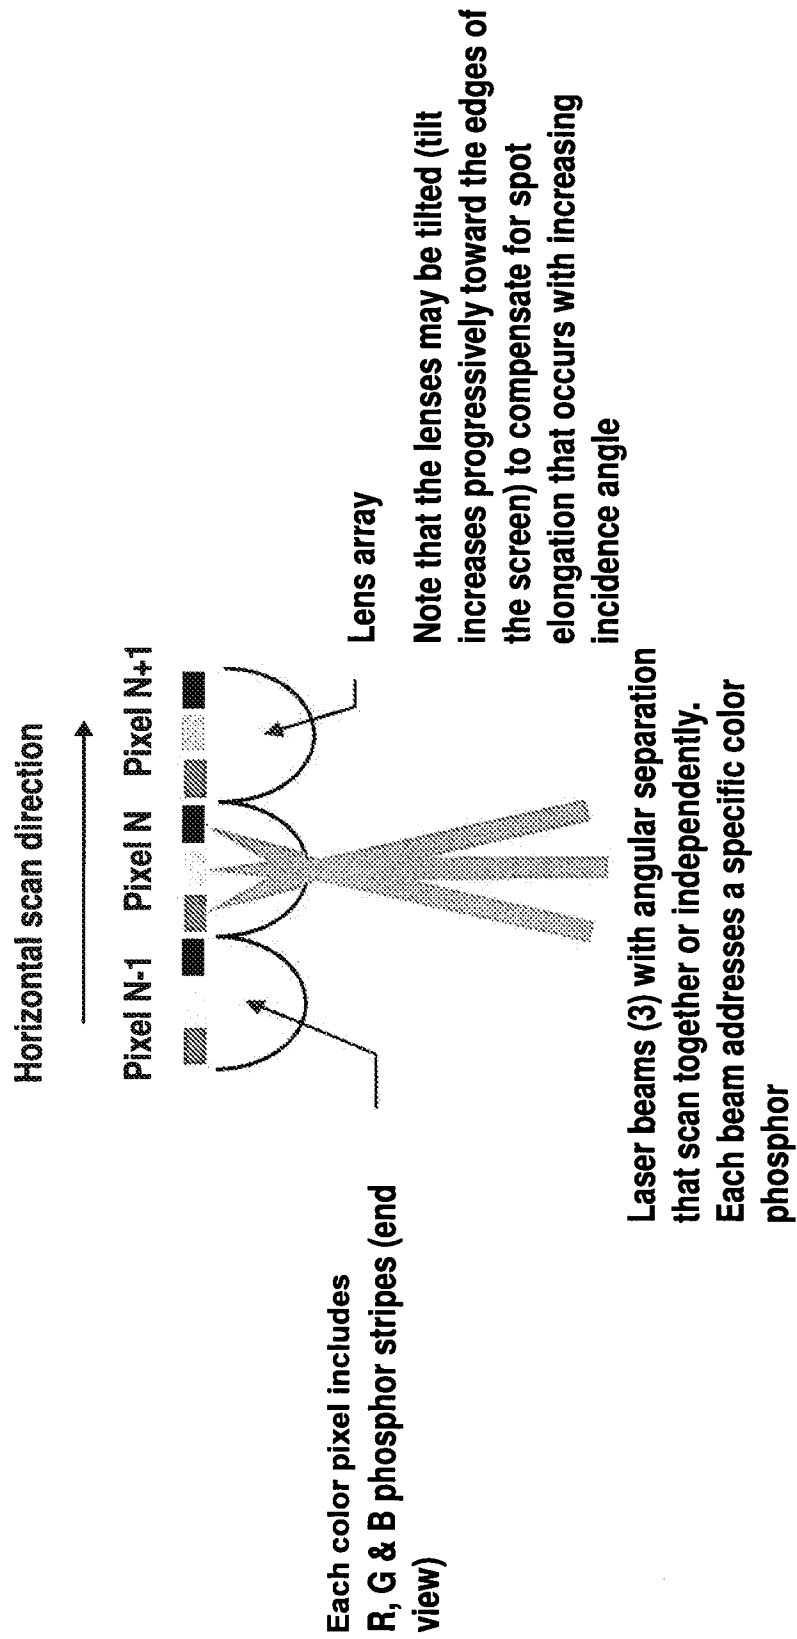 Horizontal scan direction
Pixel N-1 Pixel N Pixel N+1
Each color pixel includes
R, G & B phosphor stripes (end
view)
Lens array
Note that the lenses may be tilted (tilt
increases progressively toward the edges of
the screen) to compensate for spot
elongation that occurs with increasing
incidence angle
Laser beams (3) with angular separation
that scan together or independently.
Each beam addresses a specific color
phosphor